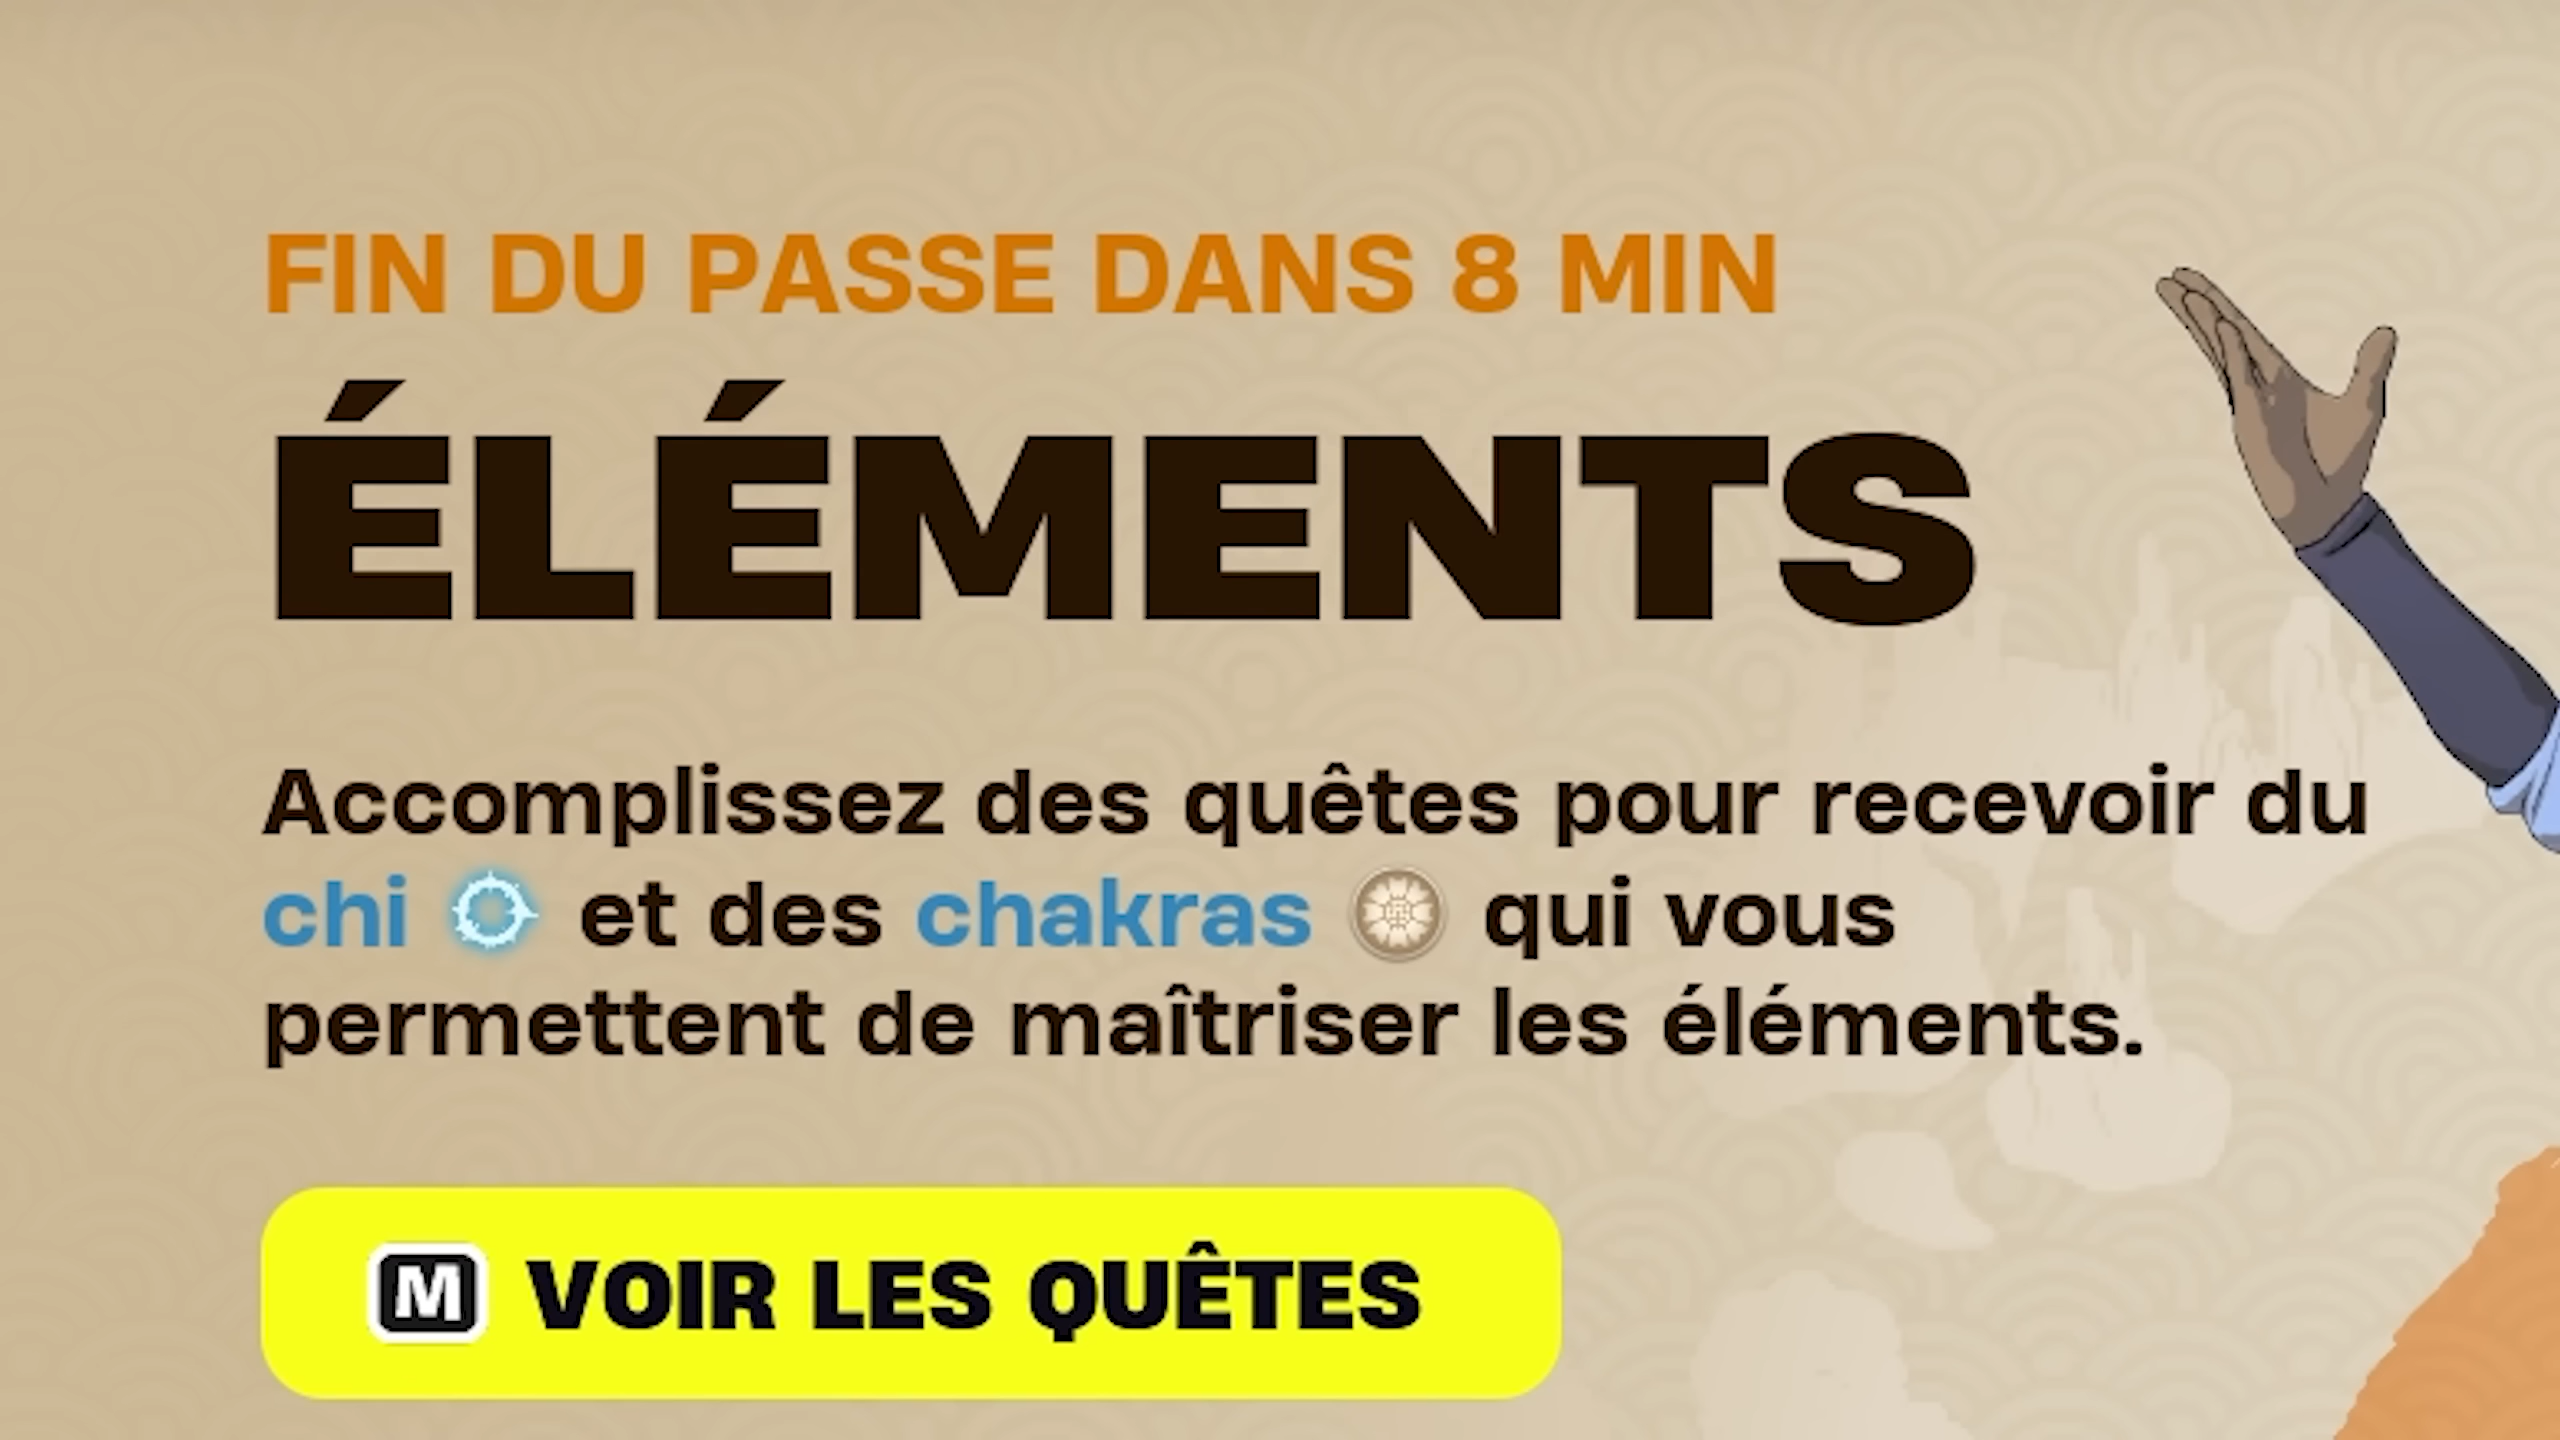 FIN DU PASSE DANS 8 MIN
ÉLÉMENTS
Accomplissez des quêtes pour recevoir du
chi et des chakras qui vous
permettent de maîtriser les éléments.
M VOIR LES QUÊTES